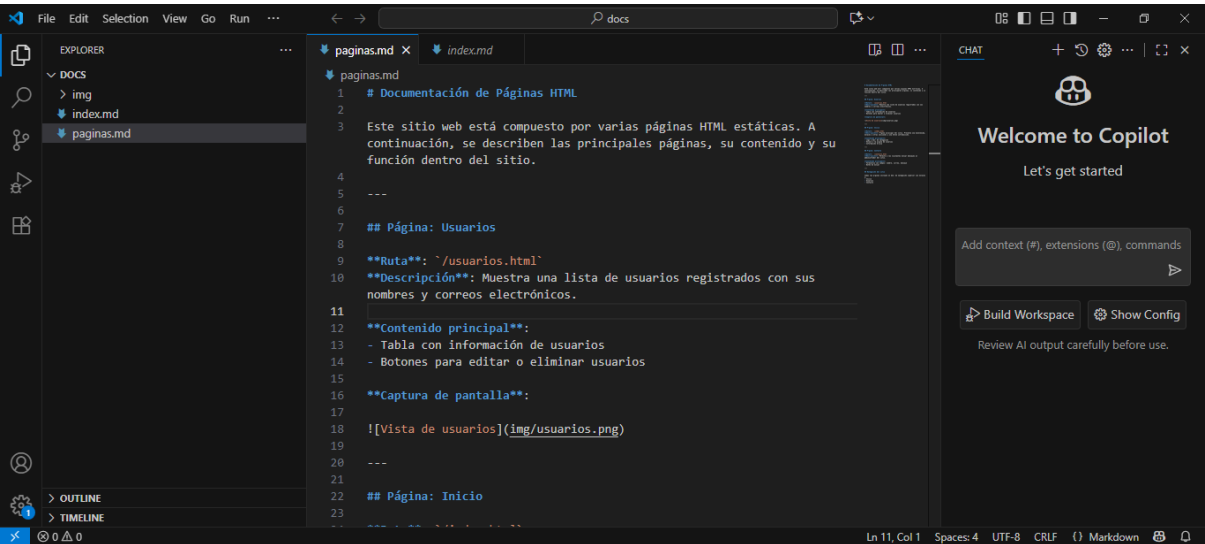 File Edit Selection View Go Run ··· docs
EXPLORER ···
DOCS
img
index.md
paginas.md
OUTLINE
TIMELINE
paginas.md index.md
paginas.md
1 # Documentación de Páginas HTML
2
3 Este sitio web está compuesto por varias páginas HTML estáticas. A
continuación, se describen las principales páginas, su contenido y su
función dentro del sitio.
4
5 ---
6
7 ## Página: Usuarios
8
9 **Ruta**: `/usuarios.html`
10 **Descripción**: Muestra una lista de usuarios registrados con sus
nombres y correos electrónicos.
11
12 **Contenido principal**:
13 - Tabla con información de usuarios
14 - Botones para editar o eliminar usuarios
15
16 **Captura de pantalla**:
17
18 ![Vista de usuarios](img/usuarios.png)
19
20 ---
21
22 ## Página: Inicio
23
CHAT
Welcome to Copilot
Let's get started
Add context (#), extensions (@), commands
Build Workspace Show Config
Review AI output carefully before use.
1
0 0 Ln 11, Col 1 Spaces: 4 UTF-8 CRLF {} Markdown